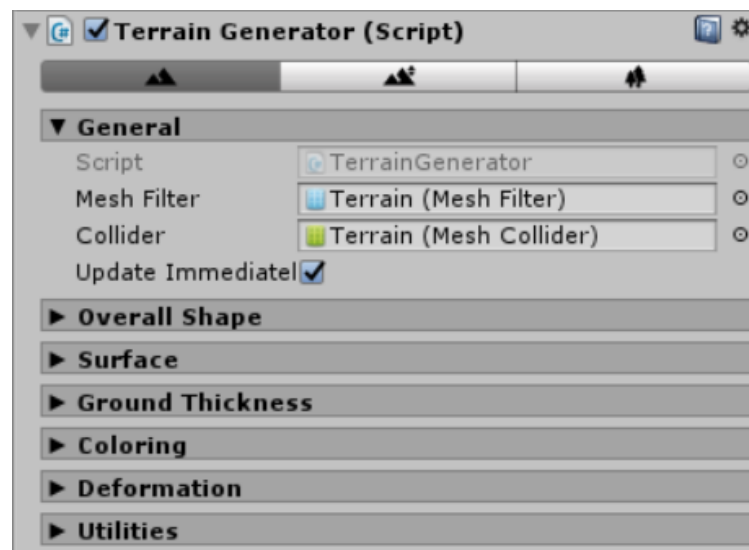 Terrain Generator (Script)
General
Script TerrainGenerator
Mesh Filter Terrain (Mesh Filter)
Collider Terrain (Mesh Collider)
Update Immediatel
Overall Shape
Surface
Ground Thickness
Coloring
Deformation
Utilities